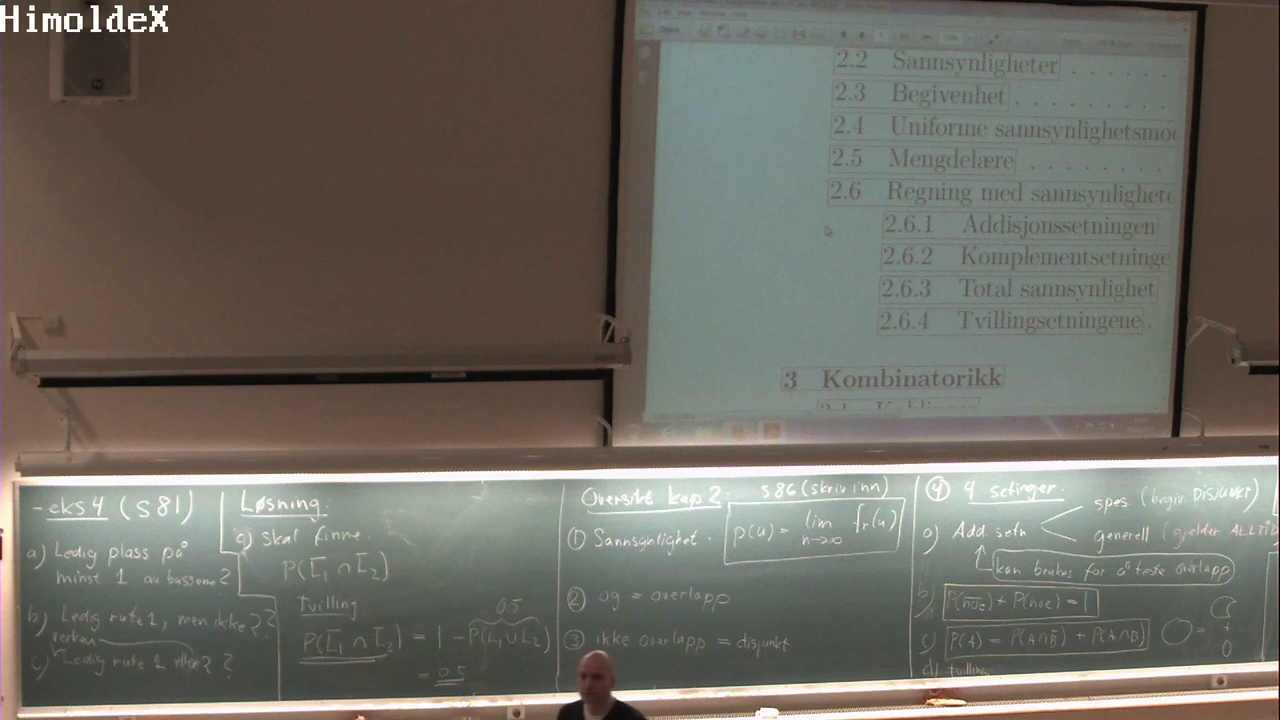 HimoldeX
2.2 Sannsynligheter
2.3 Begivenhet
2.4 Uniforme sannsynlighetsmo
2.5 Mengdelære
2.6 Regning med sannsynlighet
2.6.1 Addisjonssetningen
2.6.2 Komplementsetninge
2.6.3 Total sannsynlighet
2.6.4 Tvillingsetningene
3 Kombinatorikk
- eks 4 (s 81)
a) Ledig plass på
minst 1 av bussene?
b) Ledig rute 1, men ikke 2?
verken
c) Ledig rute 1 eller 2?
Løsning.
c) skal finne.
P(L̅₁ ∩ L̅₂)
tvilling.
0.5
P(L̅₁ ∩ L̅₂) = 1 - P(L₁ ∪ L₂)
= 0.5
Oversikt kap 2: s 86 (skriv inn)
① Sannsynlighet. p(u) = lim n→∞ fr(u)
② og = overlapp
③ ikke overlapp = disjunkt
④ 4 setninger.
a) Add. setn
spes (begiv. DISJUNKT)
generell (gjelder ALLTID
kan brukes for å teste overlapp
b) P(noe) + P(noe) = 1
c) P(A) = P(A∩B̅) + P(A∩B)
d) tvilling